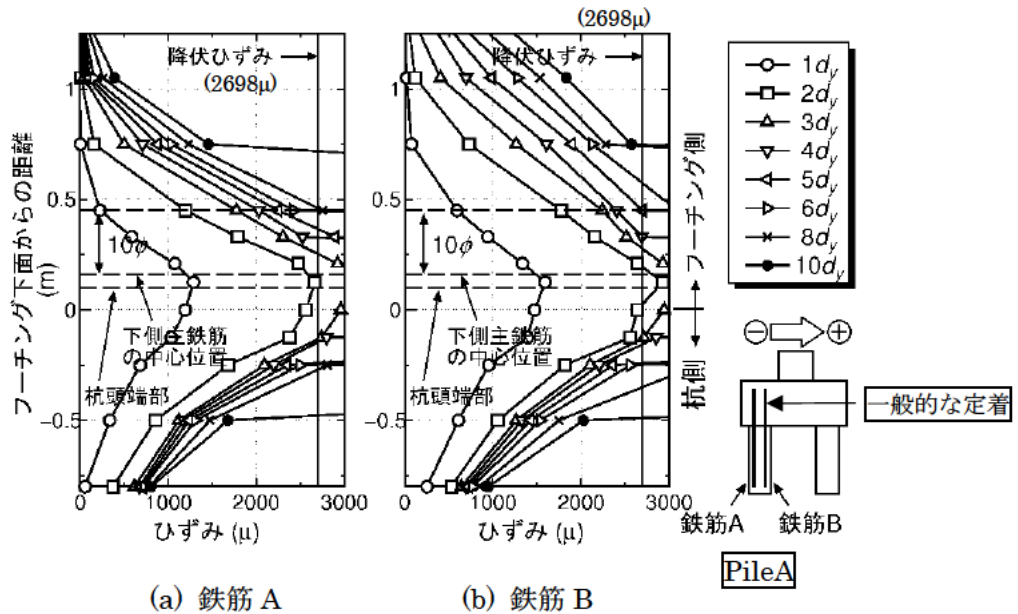 (2698μ)
降伏ひずみ
(2698μ)
降伏ひずみ
フーチング下面からの距離
(m)
1
0.5
0
−0.5
10φ
下側主鉄筋
の中心位置
杭頭端部
0 1000 2000 3000
ひずみ (μ)
(a) 鉄筋 A
10φ
下側主鉄筋
の中心位置
杭頭端部
0 1000 2000 3000
ひずみ (μ)
(b) 鉄筋 B
フーチング側
杭側
1dy
2dy
3dy
4dy
5dy
6dy
8dy
10dy
− +
一般的な定着
鉄筋A 鉄筋B
PileA